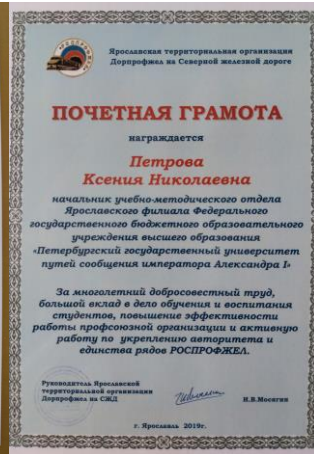 Ярославская территориальная организация
Дорпрофжел на Северной железной дороге
ПОЧЕТНАЯ ГРАМОТА
награждается
Петрова
Ксения Николаевна
начальник учебно-методического отдела
Ярославского филиала Федерального
государственного бюджетного образовательного
учреждения высшего образования
«Петербургский государственный университет
путей сообщения императора Александра I»
За многолетний добросовестный труд,
большой вклад в дело обучения и воспитания
студентов, повышение эффективности
работы профсоюзной организации и активную
работу по укреплению авторитета и
единства рядов РОСПРОФЖЕЛ.
Руководитель Ярославской
территориальной организации
Дорпрофжел на СЖД
И.В.Мосягин
г. Ярославль 2019г.